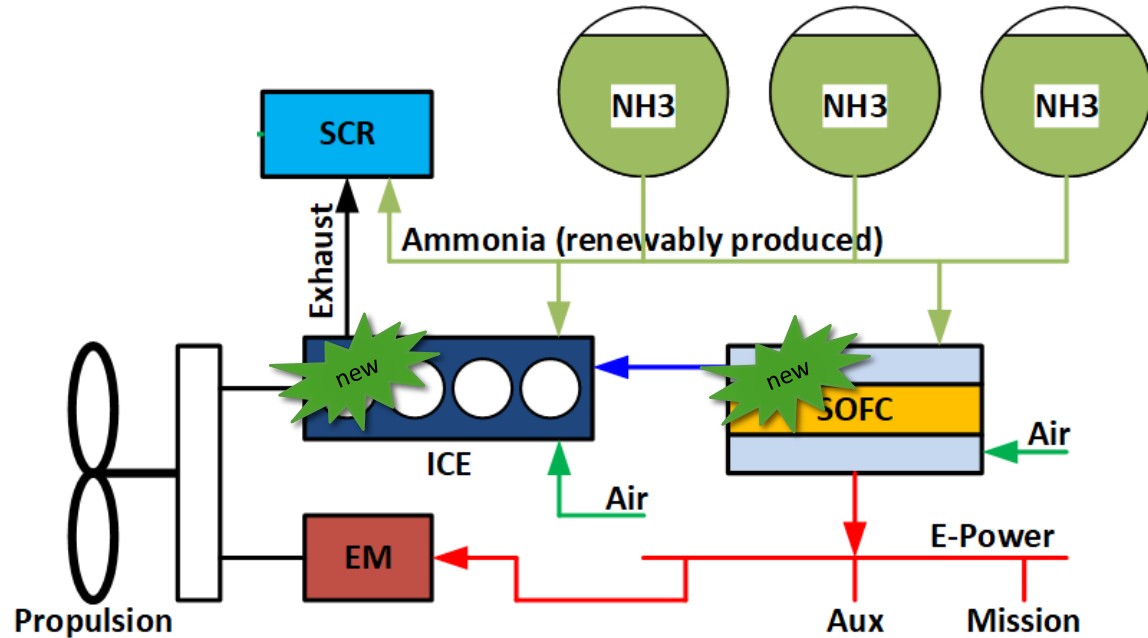 NH3
NH3
NH3
SCR
Exhaust
Ammonia (renewably produced)
new
new
SOFC
ICE
Air
Air
E-Power
EM
Propulsion
Aux
Mission